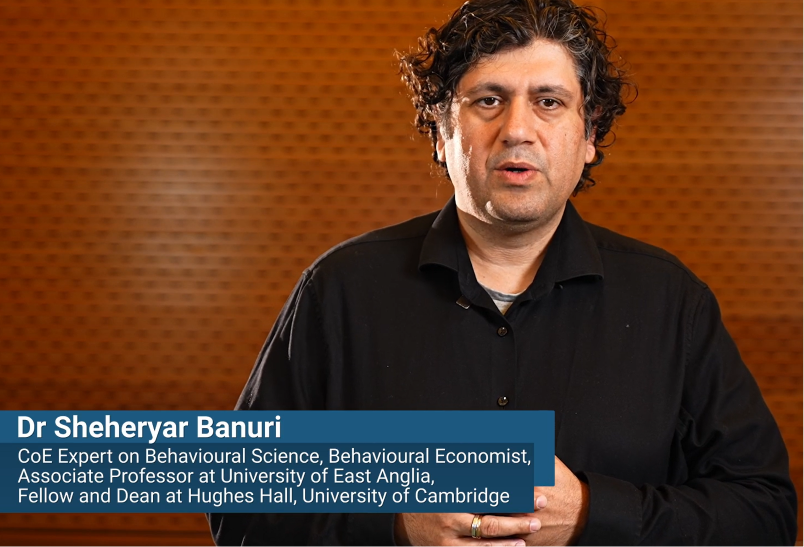 Dr Sheheryar Banuri
CoE Expert on Behavioural Science, Behavioural Economist,
Associate Professor at University of East Anglia,
Fellow and Dean at Hughes Hall, University of Cambridge